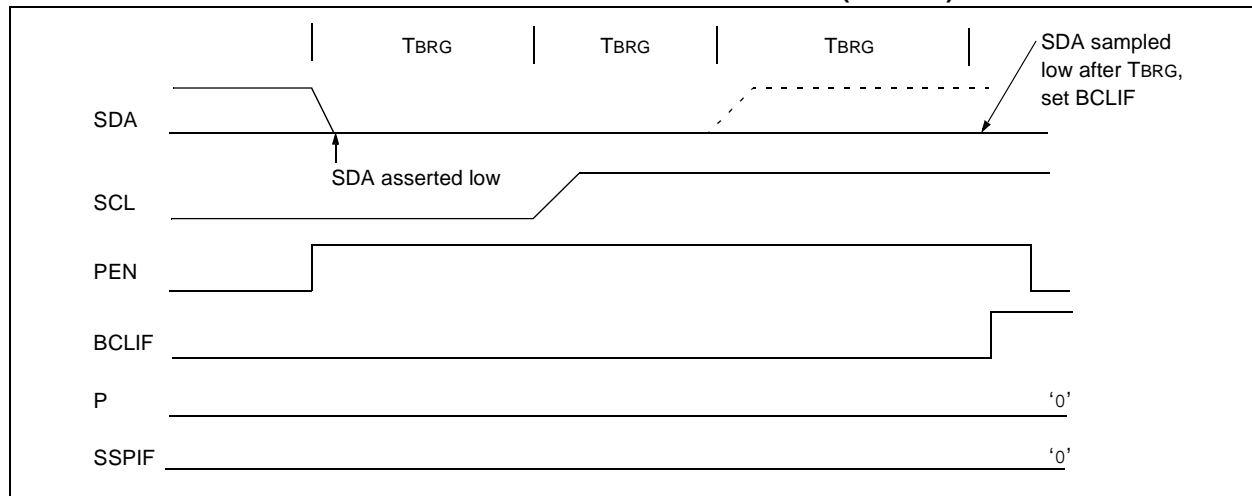 TBRG TBRG TBRG
SDA sampled
low after TBRG,
set BCLIF
SDA
SDA asserted low
SCL
PEN
BCLIF
P '0'
SSPIF '0'